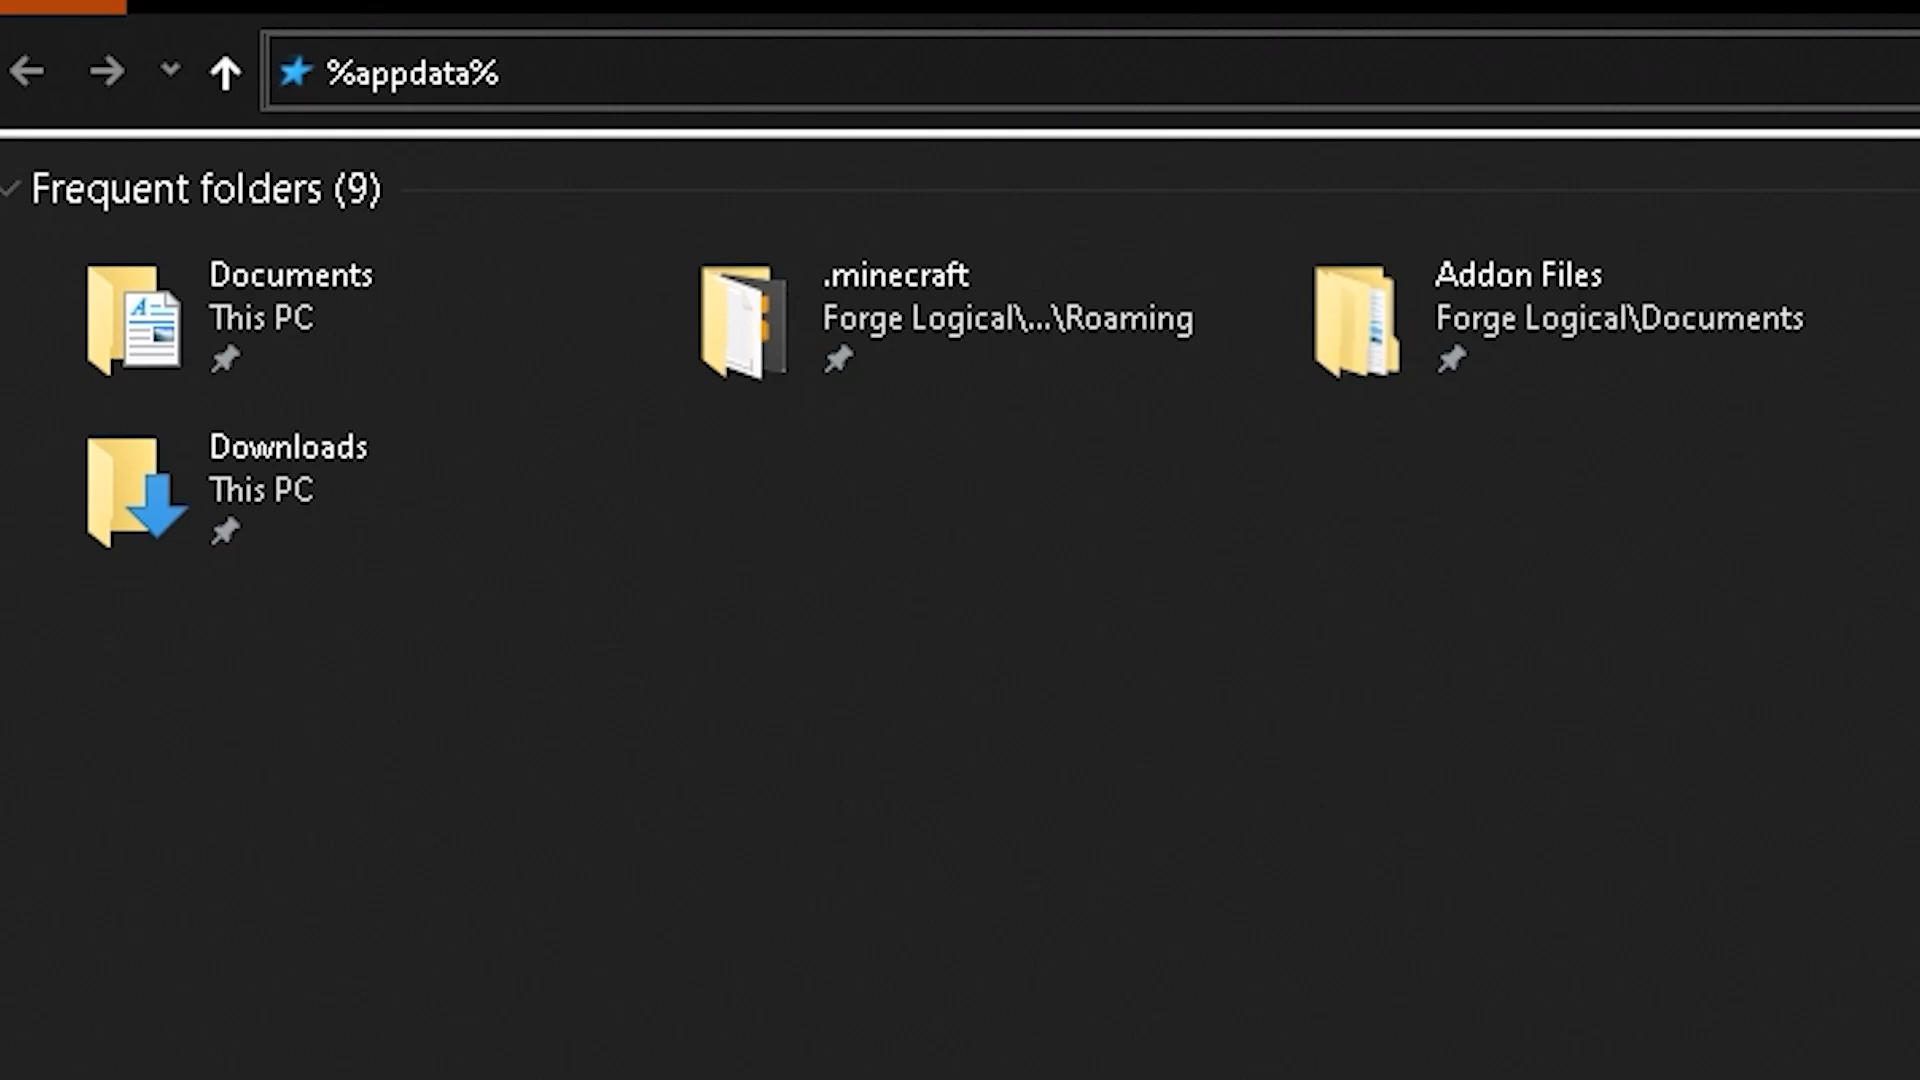 %appdata%
Frequent folders (9)
Documents
This PC
.minecraft
Forge Logical\...\Roaming
Addon Files
Forge Logical\Documents
Downloads
This PC